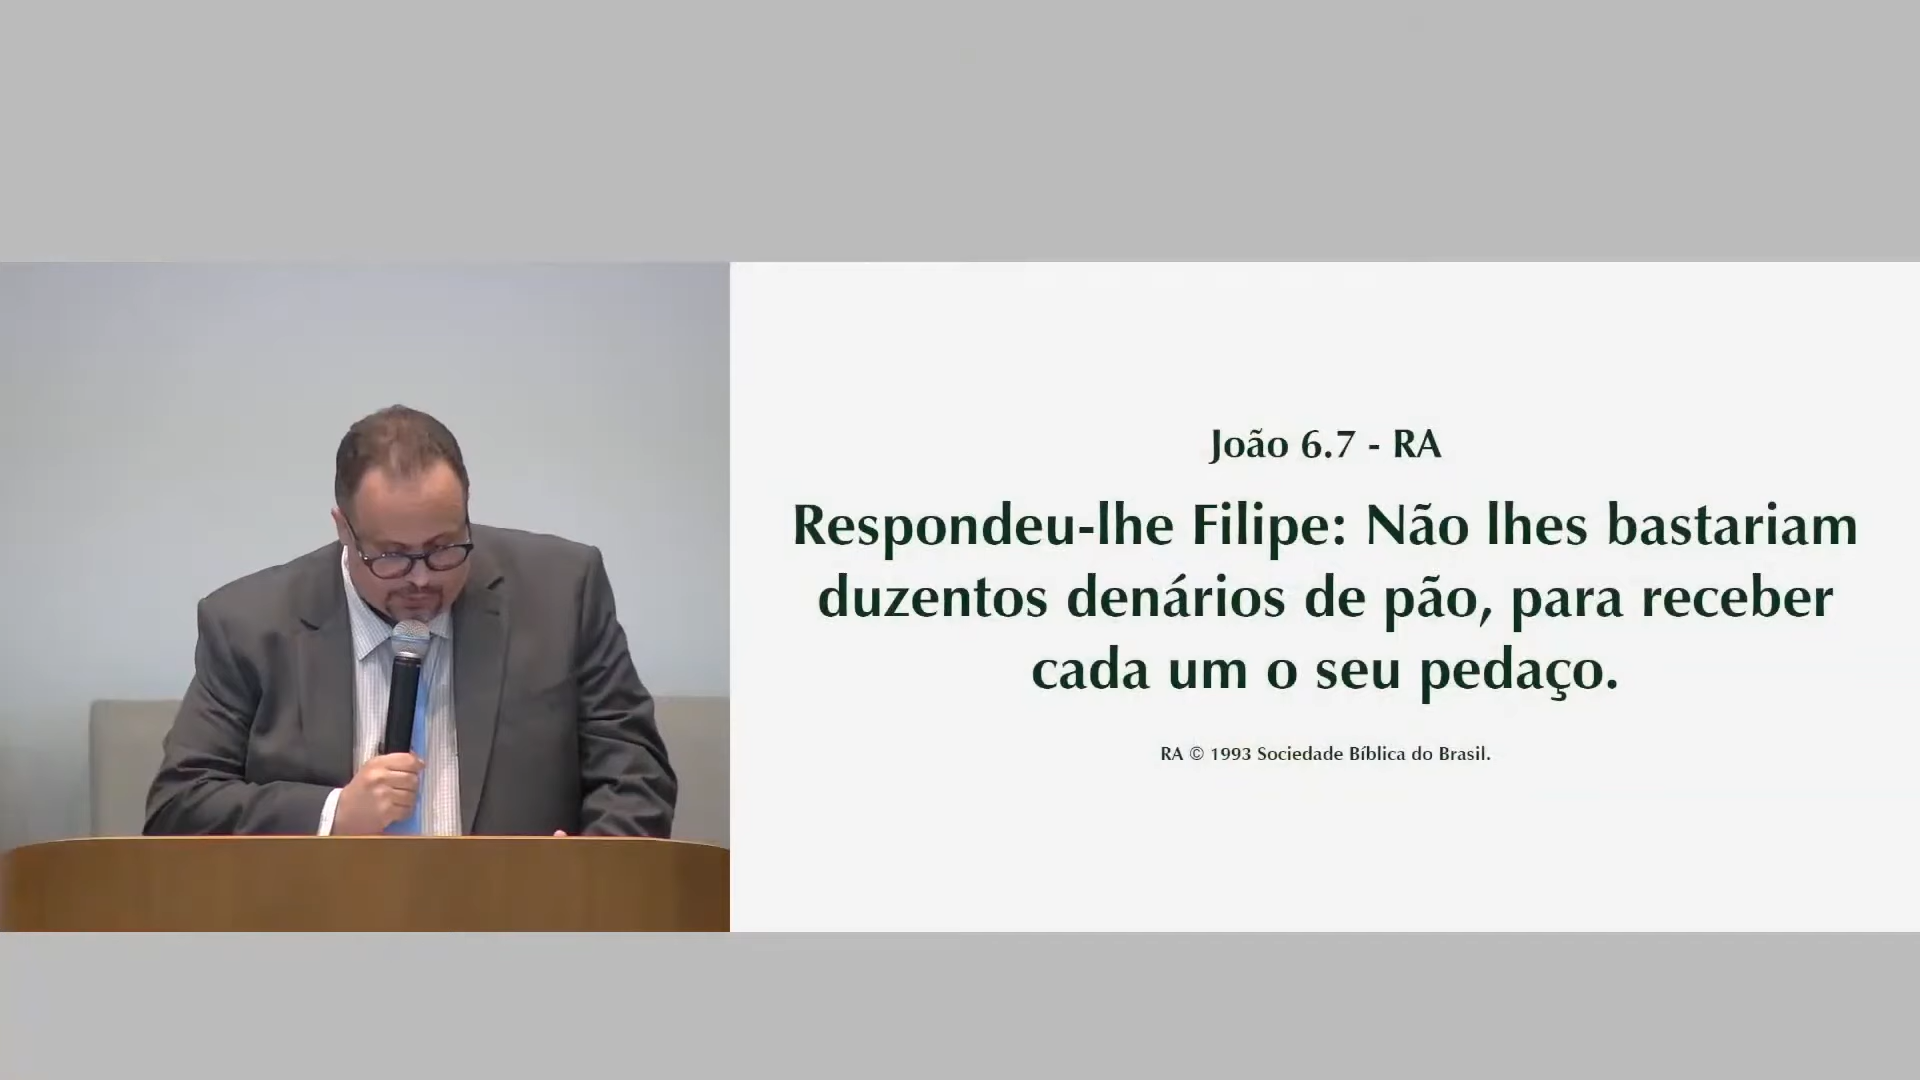 João 6.7 - RA
Respondeu-lhe Filipe: Não lhes bastariam
duzentos denários de pão, para receber
cada um o seu pedaço.
RA © 1993 Sociedade Bíblica do Brasil.